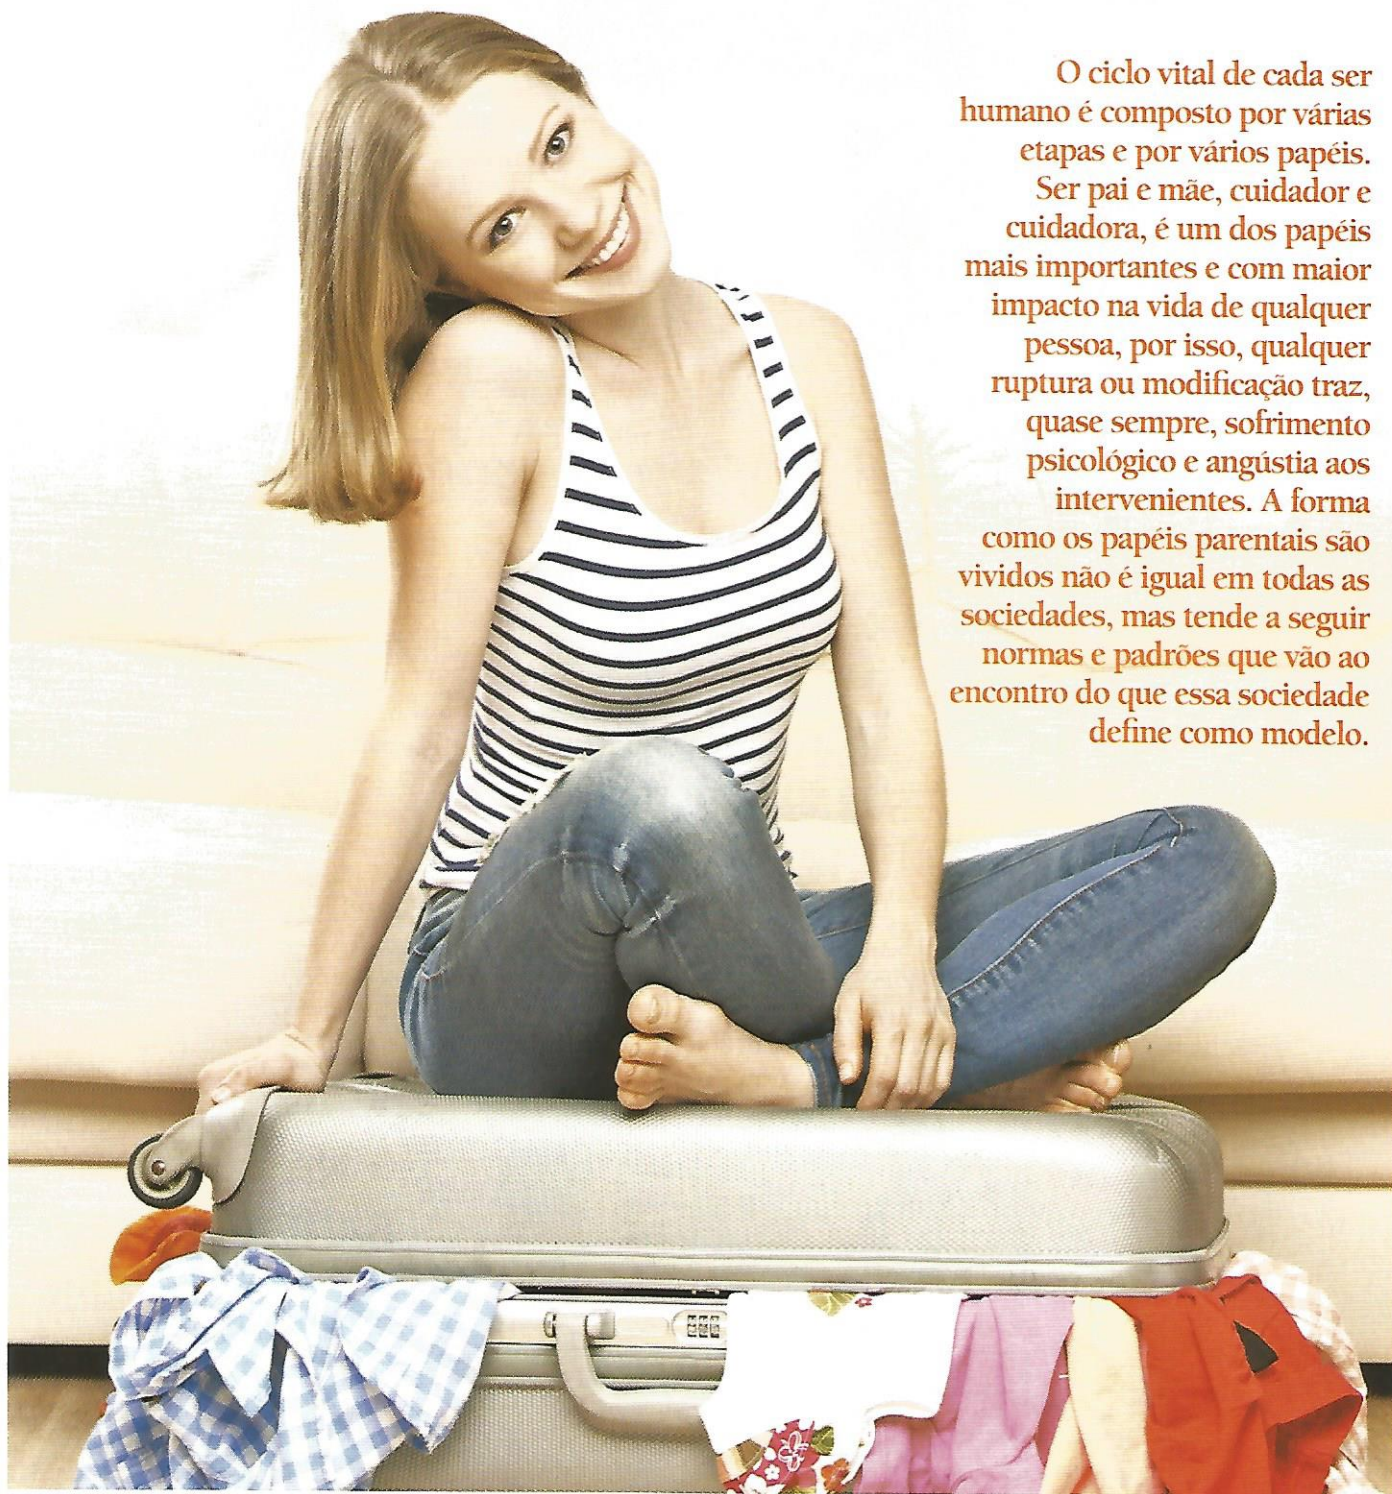 O ciclo vital de cada ser
humano é composto por várias
etapas e por vários papéis.
Ser pai e mãe, cuidador e
cuidadora, é um dos papéis
mais importantes e com maior
impacto na vida de qualquer
pessoa, por isso, qualquer
ruptura ou modificação traz,
quase sempre, sofrimento
psicológico e angústia aos
intervenientes. A forma
como os papéis parentais são
vividos não é igual em todas as
sociedades, mas tende a seguir
normas e padrões que vão ao
encontro do que essa sociedade
define como modelo.